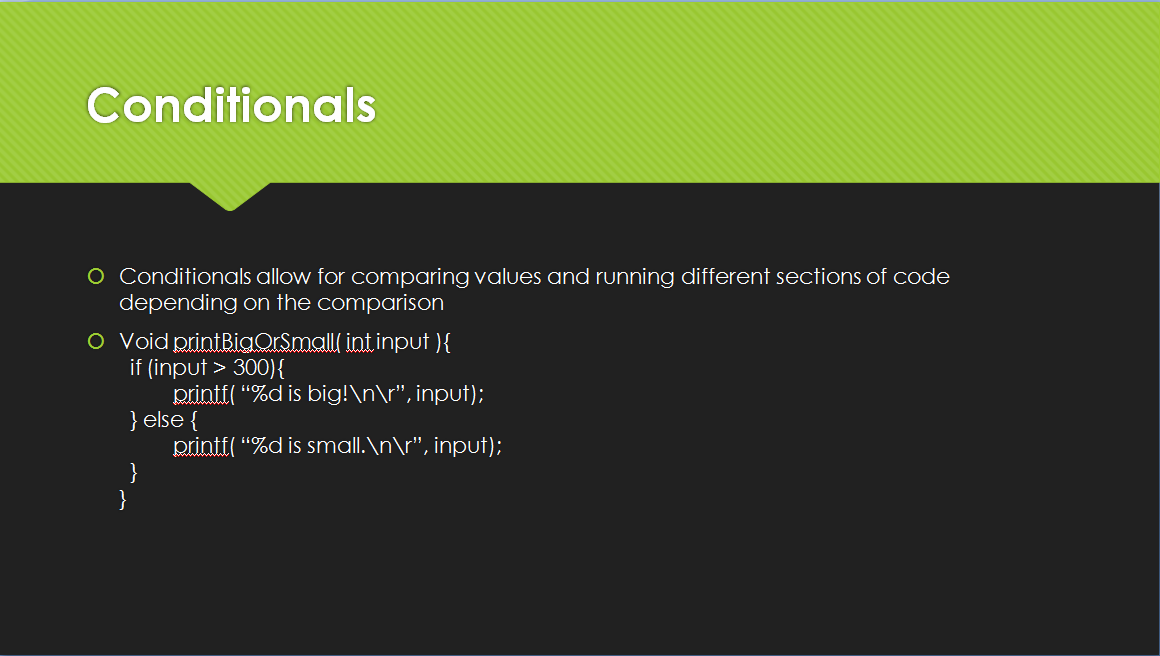 Conditionals
Conditionals allow for comparing values and running different sections of code
depending on the comparison
Void printBigOrSmall( int input ){
if (input > 300){
printf( “%d is big!\n\r”, input);
} else {
printf( “%d is small.\n\r”, input);
}
}